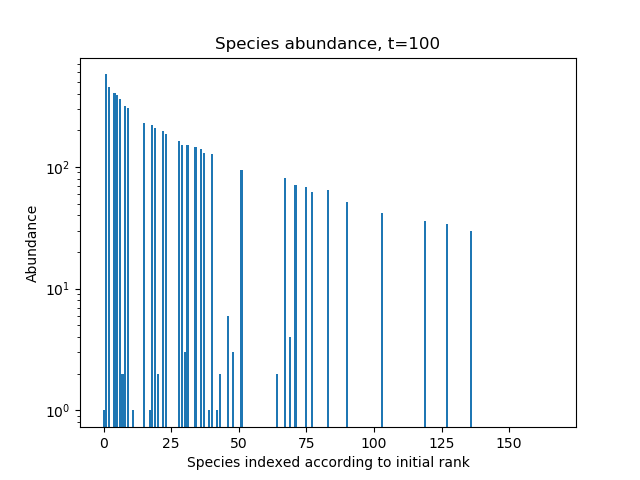 Species abundance, t=100
Abundance
10²
10¹
10⁰
0 25 50 75 100 125 150
Species indexed according to initial rank